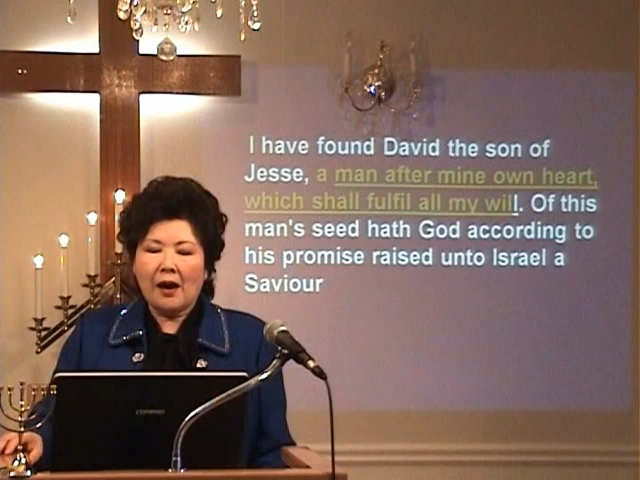 I have found David the son of
Jesse, a man after mine own heart,
which shall fulfil all my will. Of this
man's seed hath God according to
his promise raised unto Israel a
Saviour
COMPAQ